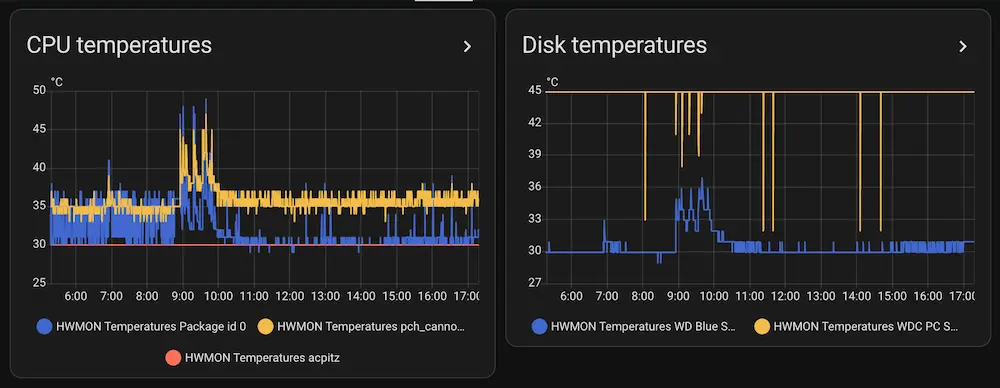 CPU temperatures
°C
50
45
40
35
30
25
6:00 7:00 8:00 9:00 10:00 11:00 12:00 13:00 14:00 15:00 16:00 17:00
HWMON Temperatures Package id 0 HWMON Temperatures pch_canno...
HWMON Temperatures acpitz
Disk temperatures
°C
45
42
39
36
33
30
27
6:00 7:00 8:00 9:00 10:00 11:00 12:00 13:00 14:00 15:00 16:00 17:00
HWMON Temperatures WD Blue S... HWMON Temperatures WDC PC S...